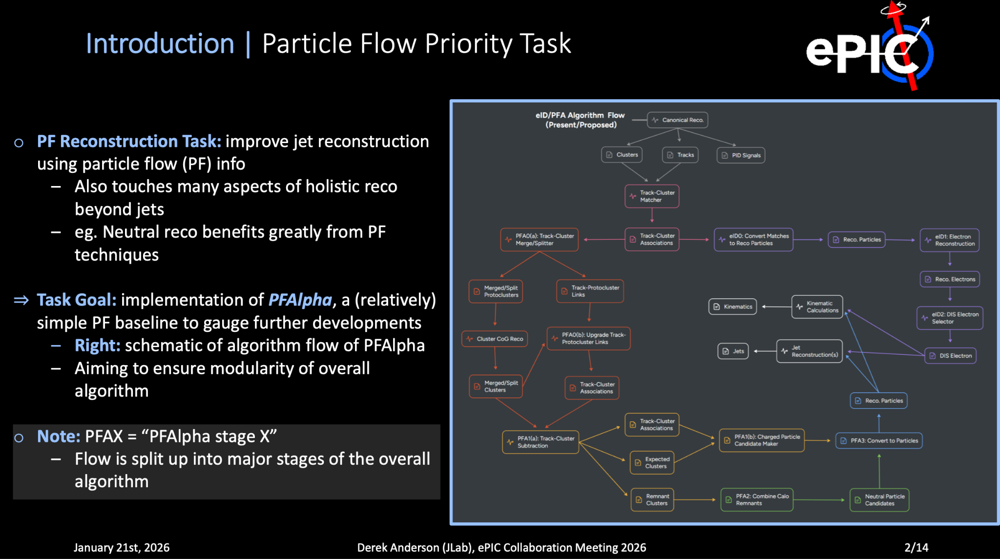 Introduction | Particle Flow Priority Task
ePIC
○ PF Reconstruction Task: improve jet reconstruction
using particle flow (PF) info
– Also touches many aspects of holistic reco
beyond jets
– eg. Neutral reco benefits greatly from PF
techniques
⇒ Task Goal: implementation of PFAlpha, a (relatively)
simple PF baseline to gauge further developments
– Right: schematic of algorithm flow of PFAlpha
– Aiming to ensure modularity of overall
algorithm
○ Note: PFAX = “PFAlpha stage X”
– Flow is split up into major stages of the overall
algorithm
eID/PFA Algorithm Flow
(Present/Proposed)
Canonical Reco.
Clusters
Tracks
PID Signals
Track-Cluster
Matcher
PFA0(a): Track-Cluster
Merge/Splitter
Track-Cluster
Associations
eID0: Convert Matches
to Reco Particles
Reco. Particles
eID1: Electron
Reconstruction
Merged/Split
Protoclusters
Track-Protocluster
Links
Reco. Electrons
Kinematics
Kinematic
Calculations
eID2: DIS Electron
Selector
Cluster CoG Reco
PFA0(b): Upgrade Track-
Protocluster Links
Jets
Jet
Reconstruction(s)
DIS Electron
Merged/Split
Clusters
Track-Cluster
Associations
Reco. Particles
PFA1(a): Track-Cluster
Subtraction
Track-Cluster
Associations
Expected
Clusters
PFA1(b): Charged Particle
Candidate Maker
PFA3: Convert to Particles
Remnant
Clusters
PFA2: Combine Calo
Remnants
Neutral Particle
Candidates
January 21st, 2026
Derek Anderson (JLab), ePIC Collaboration Meeting 2026
2/14